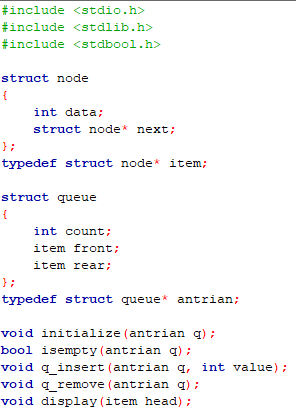 #include <stdio.h>
#include <stdlib.h>
#include <stdbool.h>

struct node
{
    int data;
    struct node* next;
};
typedef struct node* item;

struct queue
{
    int count;
    item front;
    item rear;
};
typedef struct queue* antrian;

void initialize(antrian q);
bool isempty(antrian q);
void q_insert(antrian q, int value);
void q_remove(antrian q);
void display(item head);